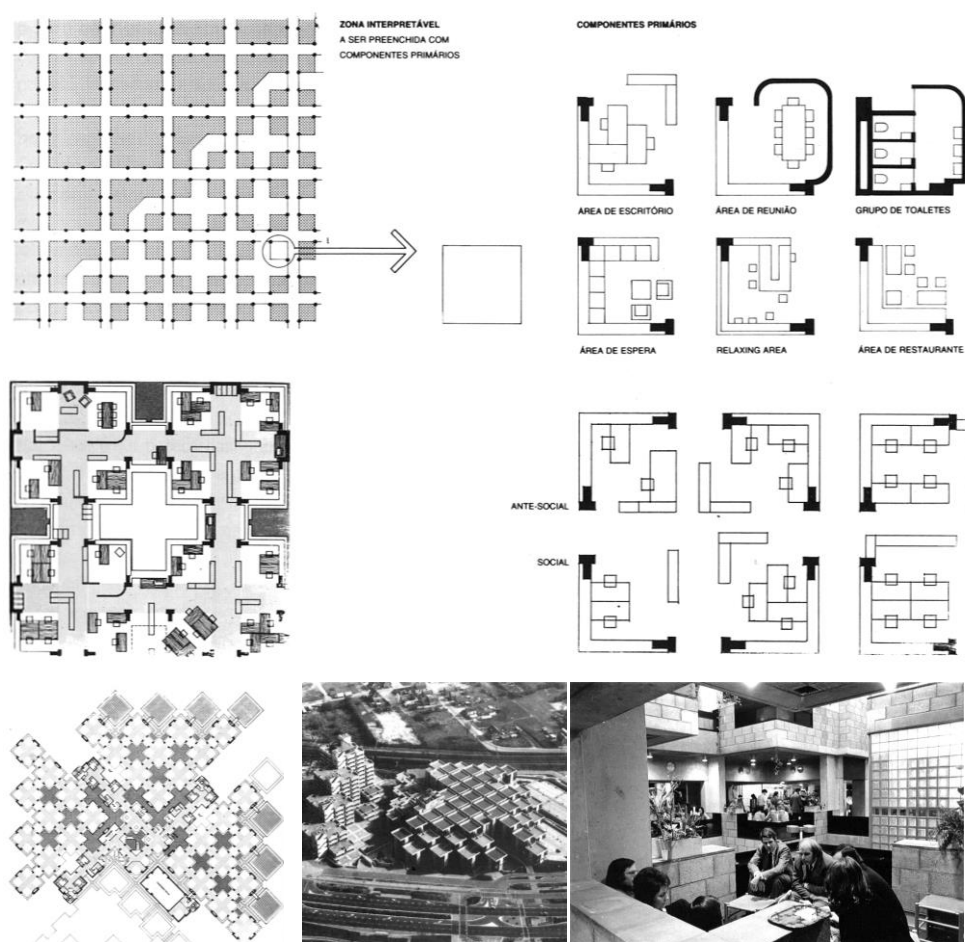 ZONA INTERPRETÁVEL
A SER PREENCHIDA COM
COMPONENTES PRIMÁRIOS
COMPONENTES PRIMÁRIOS
1
ÁREA DE ESCRITÓRIO
ÁREA DE REUNIÃO
GRUPO DE TOALETES
ÁREA DE ESPERA
RELAXING AREA
ÁREA DE RESTAURANTE
ANTE-SOCIAL
SOCIAL